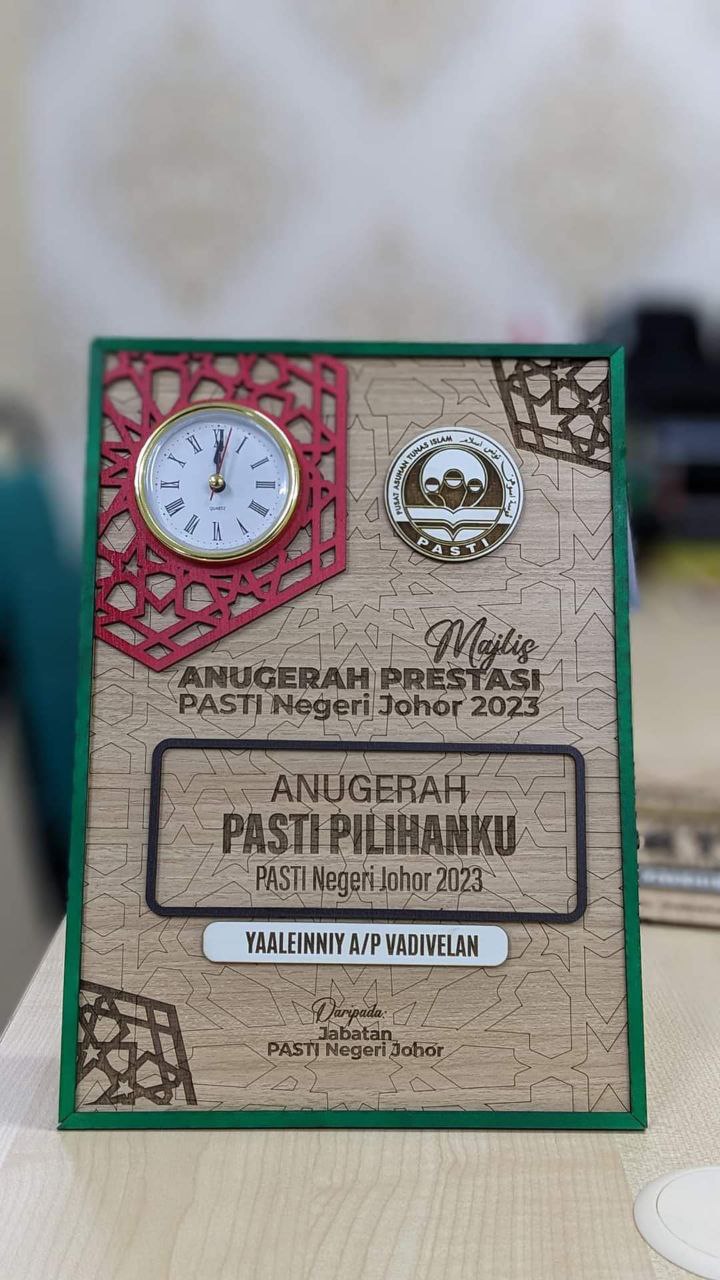 QUARTZ
PUSAT ASUHAN TUNAS ISLAM
PASTI
Majlis
ANUGERAH PRESTASI
PASTI Negeri Johor 2023
ANUGERAH
PASTI PILIHANKU
PASTI Negeri Johor 2023
YAALEINNIY A/P VADIVELAN
Daripada:
Jabatan
PASTI Negeri Johor